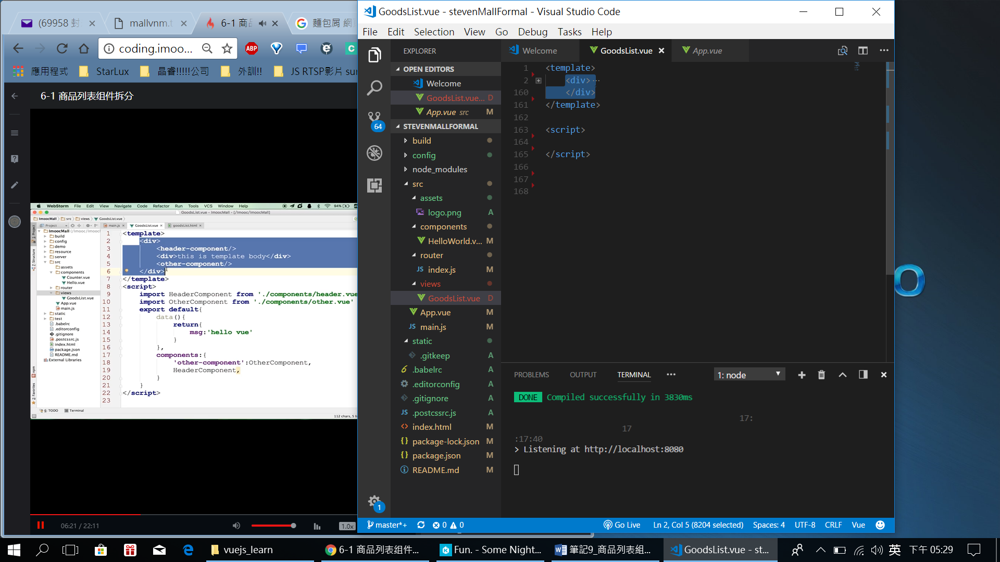 (69958 封
mallvnm.t
6-1 商
麵包屑 網
coding.imoo...
ABP
應用程式
StarLux
晶睿!!!!!公司
外訓!!
JS RTSP影片 sur
6-1 商品列表组件拆分
WebStorm File Edit View Navigate Code Refactor Run Tools VCS Window Help
94%
GoodsList.vue - ImoocMall - [~/Imooc/ImoocMall]
ImoocMall src views GoodsList.vue
Project
main.js GoodsList.vue goodsList.html
ImoocMall
build
config
demo
resource
server
src
assets
components
Counter.vue
Hello.vue
router
views
GoodsList.vue
App.vue
main.js
static
test
.babelrc
.editorconfig
.gitignore
.postcssrc.js
index.html
package.json
README.md
External Libraries
1 <template>
2 <div>
3 <header-component/>
4 <div>this is template body</div>
5 <other-component/>
6 </div>
7 </template>
8 <script>
9 import HeaderComponent from './components/header.vue
10 import OtherComponent from './components/other.vue'
11 export default{
12 data(){
13 return{
14 msg:'hello vue'
15 }
16 },
17 components:{
18 'other-component':OtherComponent,
19 HeaderComponent,
20 }
21 }
22 </script>
23
6: TODO Terminal
112 chars, 5 li
06:21 / 22:11
1.0x
GoodsList.vue - stevenMallFormal - Visual Studio Code
File Edit Selection View Go Debug Tasks Help
EXPLORER
OPEN EDITORS
Welcome
GoodsList.vue... D
App.vue src M
64
STEVENMALLFORMAL
build
config
node_modules
src
assets
logo.png A
components
HelloWorld.v... M
router
JS index.js M
views
GoodsList.vue D
App.vue M
JS main.js M
static
.gitkeep A
.babelrc A
.editorconfig A
.gitignore A
JS .postcssrc.js A
index.html M
package-lock.json M
package.json M
README.md M
1
Welcome
GoodsList.vue
App.vue
1 <template>
2 <div>...
160 </div>
161 </template>
162
163 <script>
164
165 </script>
166
167
168
PROBLEMS OUTPUT TERMINAL ...
1: node
DONE Compiled successfully in 3830ms
17:
17
:17:40
> Listening at http://localhost:8080
master*+
0 0
Go Live
Ln 2, Col 5 (8204 selected)
Spaces: 4
UTF-8
CRLF
Vue
vuejs_learn
6-1 商品列表组件...
Fun. - Some Night...
筆記9_商品列表組...
GoodsList.vue - st...
英
下午 05:29